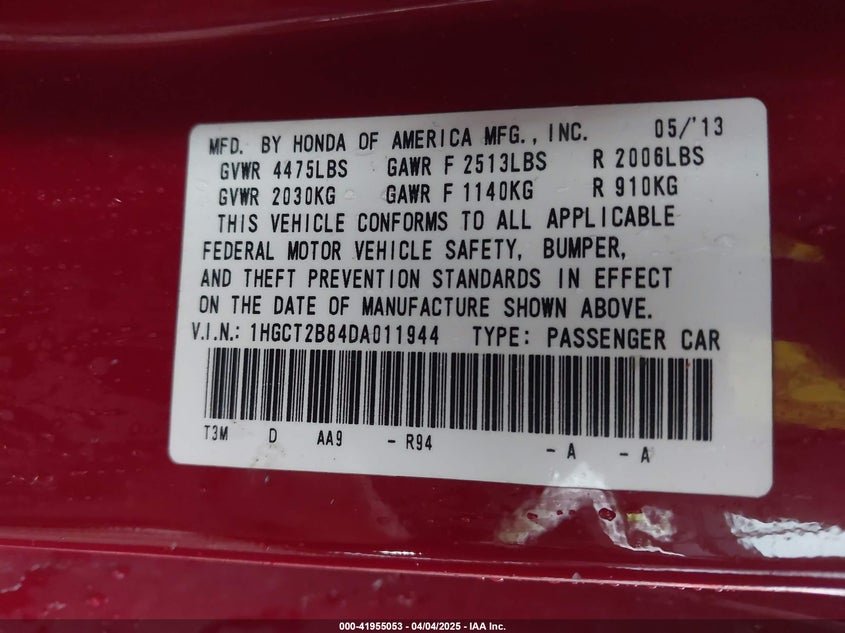 MFD. BY HONDA OF AMERICA MFG., INC. 05/'13
GVWR 4475LBS GAWR F 2513LBS R 2006LBS
GVWR 2030KG GAWR F 1140KG R 910KG
THIS VEHICLE CONFORMS TO ALL APPLICABLE
FEDERAL MOTOR VEHICLE SAFETY, BUMPER,
AND THEFT PREVENTION STANDARDS IN EFFECT
ON THE DATE OF MANUFACTURE SHOWN ABOVE.
V.I.N.: 1HGCT2B84DA011944 TYPE: PASSENGER CAR
T3M D AA9 - R94 - A - A
000-41955053 - 04/04/2025 - IAA Inc.